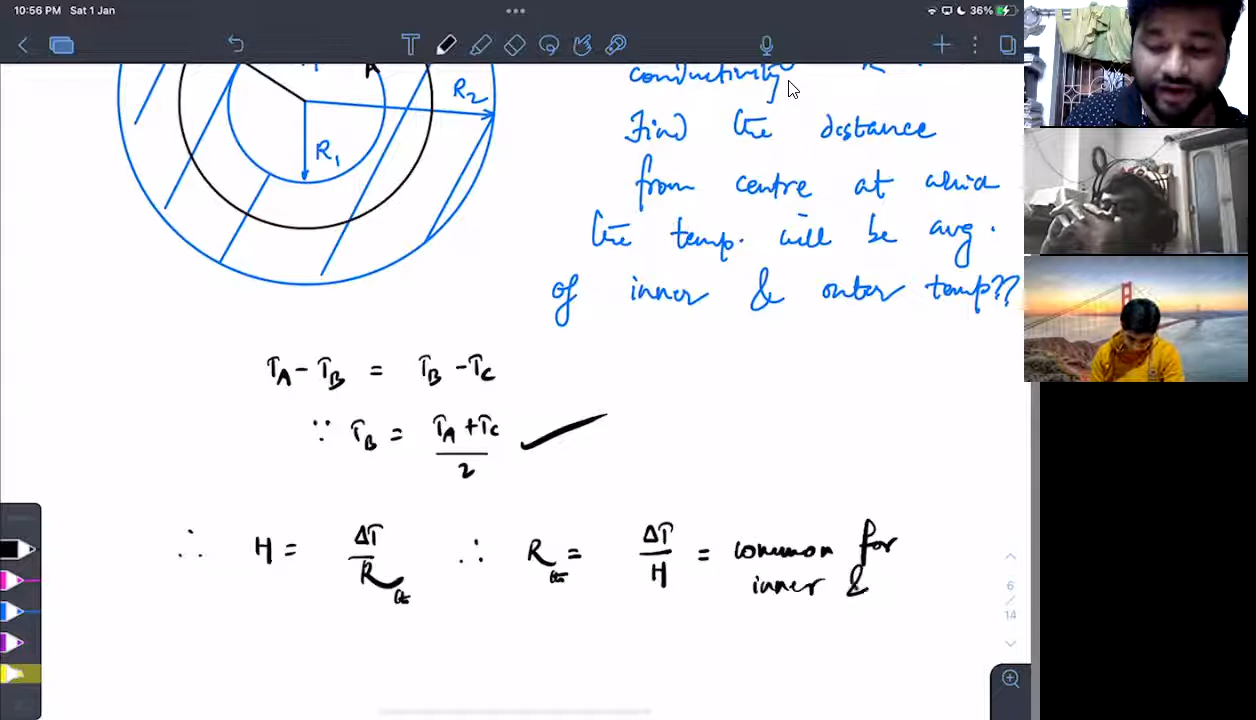 10:56 PM Sat 1 Jan
36%
A
R2
R1
conductivity
Find the distance
from centre at which
the temp. will be avg.
of inner & outer temp??
TA - TB = TB - TC
∵ TB = TA + TC / 2
∴ H = ΔT / Rth ∴ Rth = ΔT / H = common for
inner &
6
/
14